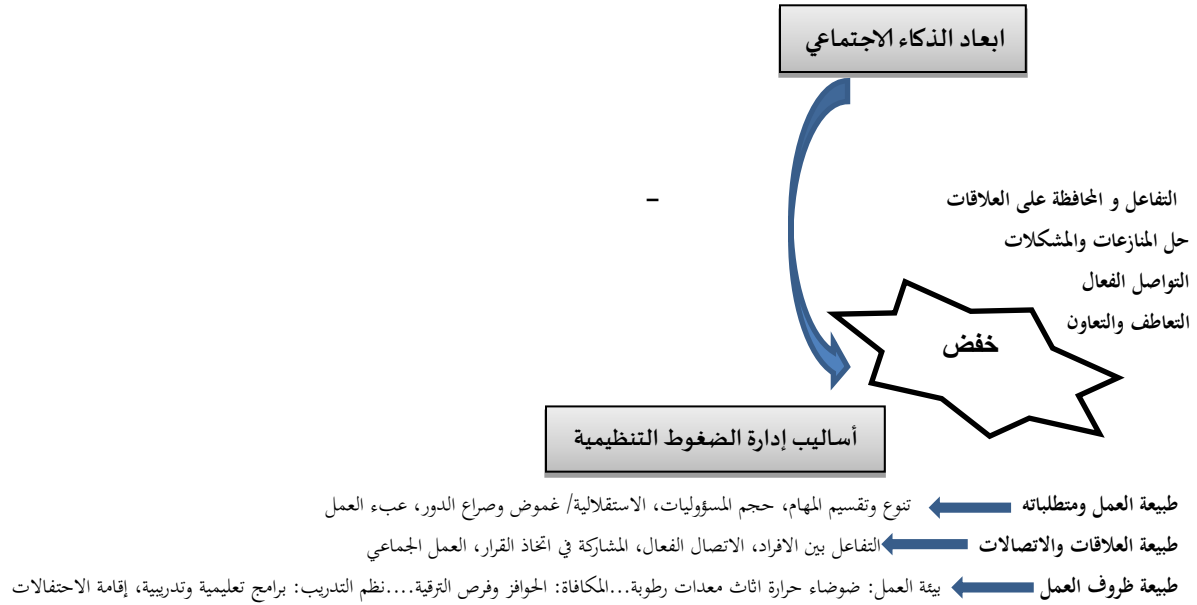 ابعاد الذكاء الاجتماعي
التفاعل و المحافظة على العلاقات –
حل المنازعات والمشكلات
التواصل الفعال
التعاطف والتعاون
خفض
أساليب إدارة الضغوط التنظيمية
طبيعة العمل ومتطلباته تنوع وتقسيم المهام، حجم المسؤوليات، الاستقلالية/ غموض وصراع الدور، عبء العمل
طبيعة العلاقات والاتصالات التفاعل بين الافراد، الاتصال الفعال، المشاركة في اتخاذ القرار، العمل الجماعي
طبيعة ظروف العمل بيئة العمل: ضوضاء حرارة اثاث معدات رطوبة...المكافاة: الحوافز وفرص الترقية....نظم التدريب: برامج تعليمية وتدريبية، إقامة الاحتفالات